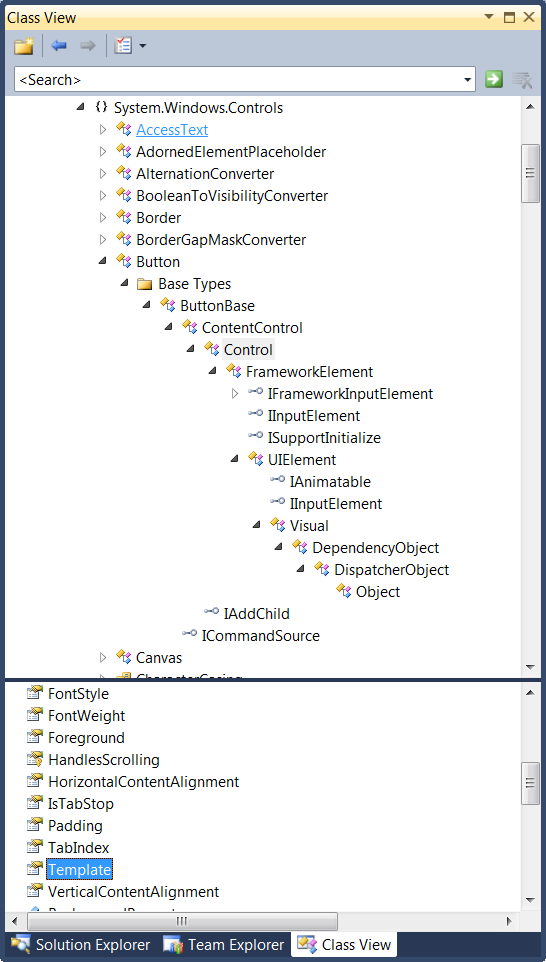 Class View
<Search>
{} System.Windows.Controls
AccessText
AdornedElementPlaceholder
AlternationConverter
BooleanToVisibilityConverter
Border
BorderGapMaskConverter
Button
Base Types
ButtonBase
ContentControl
Control
FrameworkElement
IFrameworkInputElement
IInputElement
ISupportInitialize
UIElement
IAnimatable
IInputElement
Visual
DependencyObject
DispatcherObject
Object
IAddChild
ICommandSource
Canvas
FontStyle
FontWeight
Foreground
HandlesScrolling
HorizontalContentAlignment
IsTabStop
Padding
TabIndex
Template
VerticalContentAlignment
Solution Explorer Team Explorer Class View